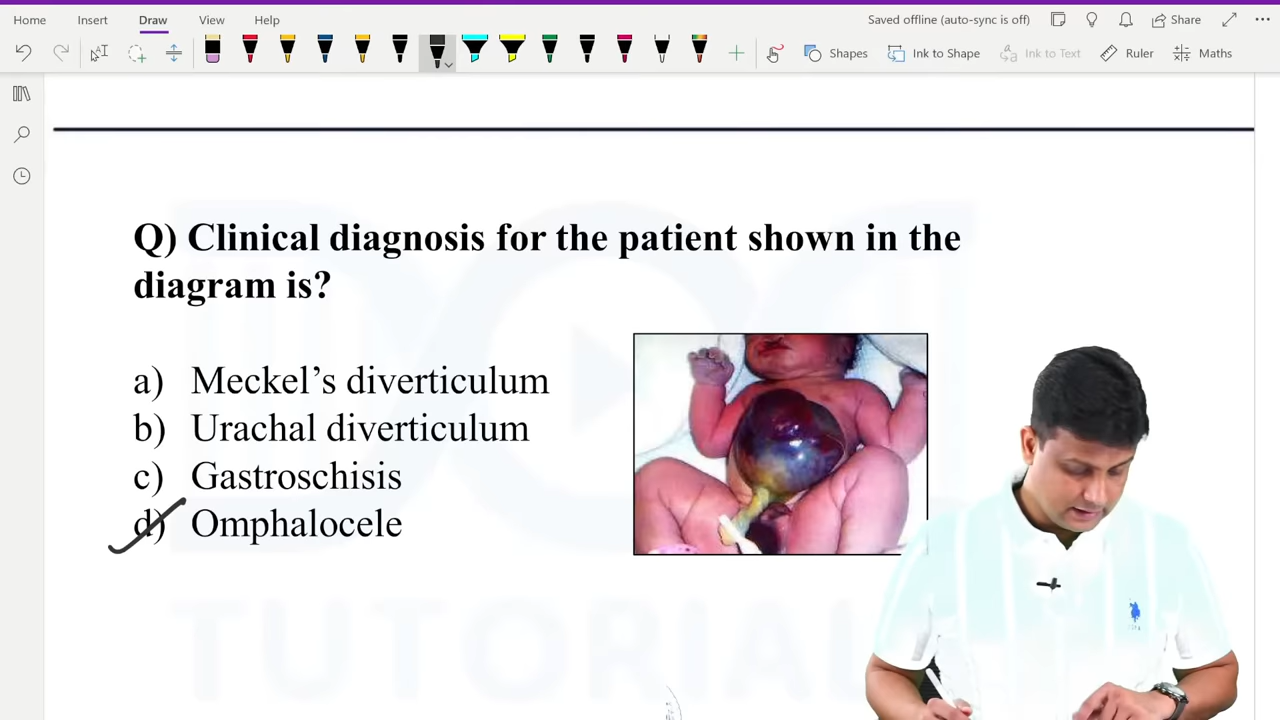 Home Insert Draw View Help Saved offline (auto-sync is off) Share
Shapes Ink to Shape Ink to Text Ruler Maths
Q) Clinical diagnosis for the patient shown in the
diagram is?
a) Meckel’s diverticulum
b) Urachal diverticulum
c) Gastroschisis
d) Omphalocele
TUTORIAL